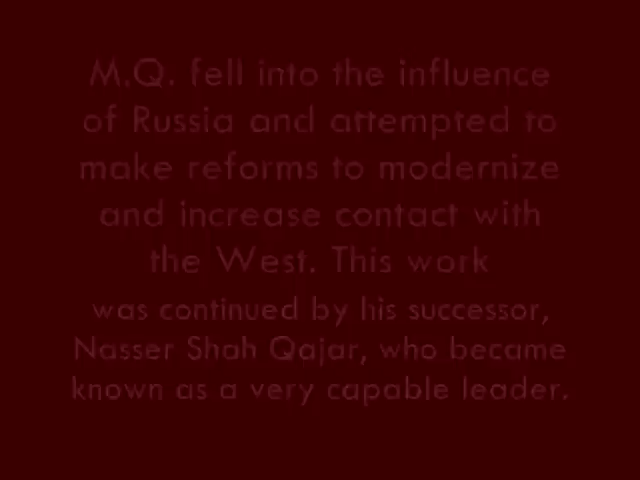 M.Q. fell into the influence
of Russia and attempted to
make reforms to modernize
and increase contact with
the West. This work
was continued by his successor,
Nasser Shah Qajar, who became
known as a very capable leader.